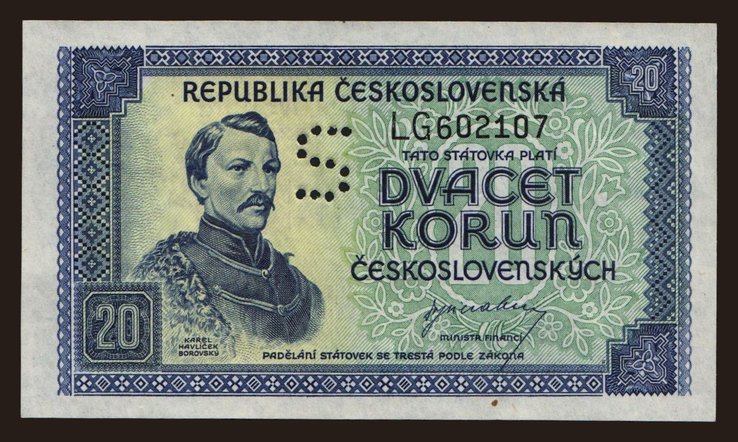 20
REPUBLIKA ČESKOSLOVENSKÁ
LG602107
S
TATO STÁTOVKA PLATÍ
DVACET
KORUN
ČESKOSLOVENSKÝCH
MINISTR FINANCÍ
20
KAREL
HAVLÍČEK
BOROVSKÝ
PADĚLÁNÍ STÁTOVEK SE TRESTÁ PODLE ZÁKONA